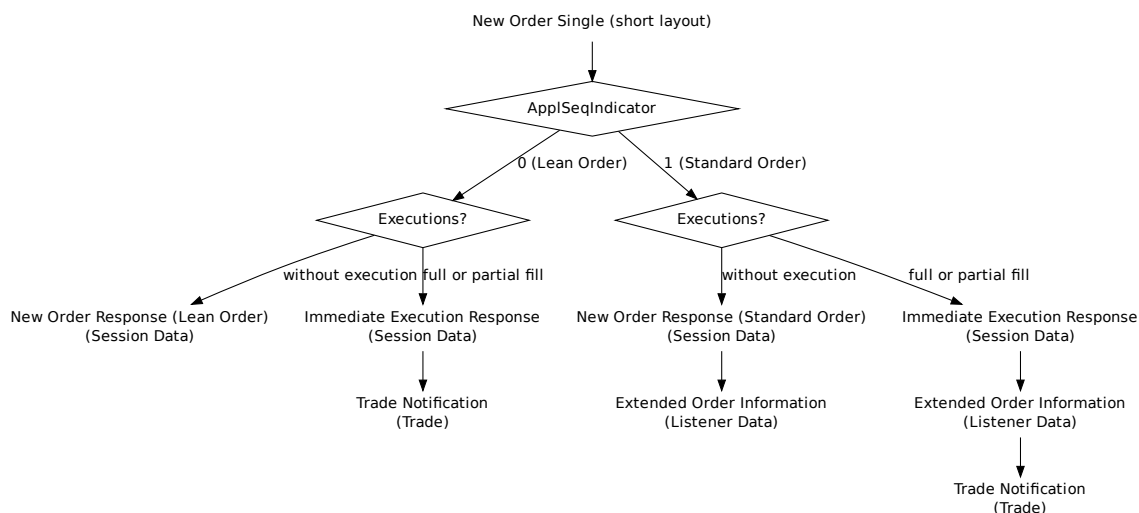 New Order Single (short layout)
ApplSeqIndicator
0 (Lean Order)
1 (Standard Order)
Executions?
Executions?
without execution
full or partial fill
without execution
full or partial fill
New Order Response (Lean Order)
(Session Data)
Immediate Execution Response
(Session Data)
New Order Response (Standard Order)
(Session Data)
Immediate Execution Response
(Session Data)
Trade Notification
(Trade)
Extended Order Information
(Listener Data)
Extended Order Information
(Listener Data)
Trade Notification
(Trade)